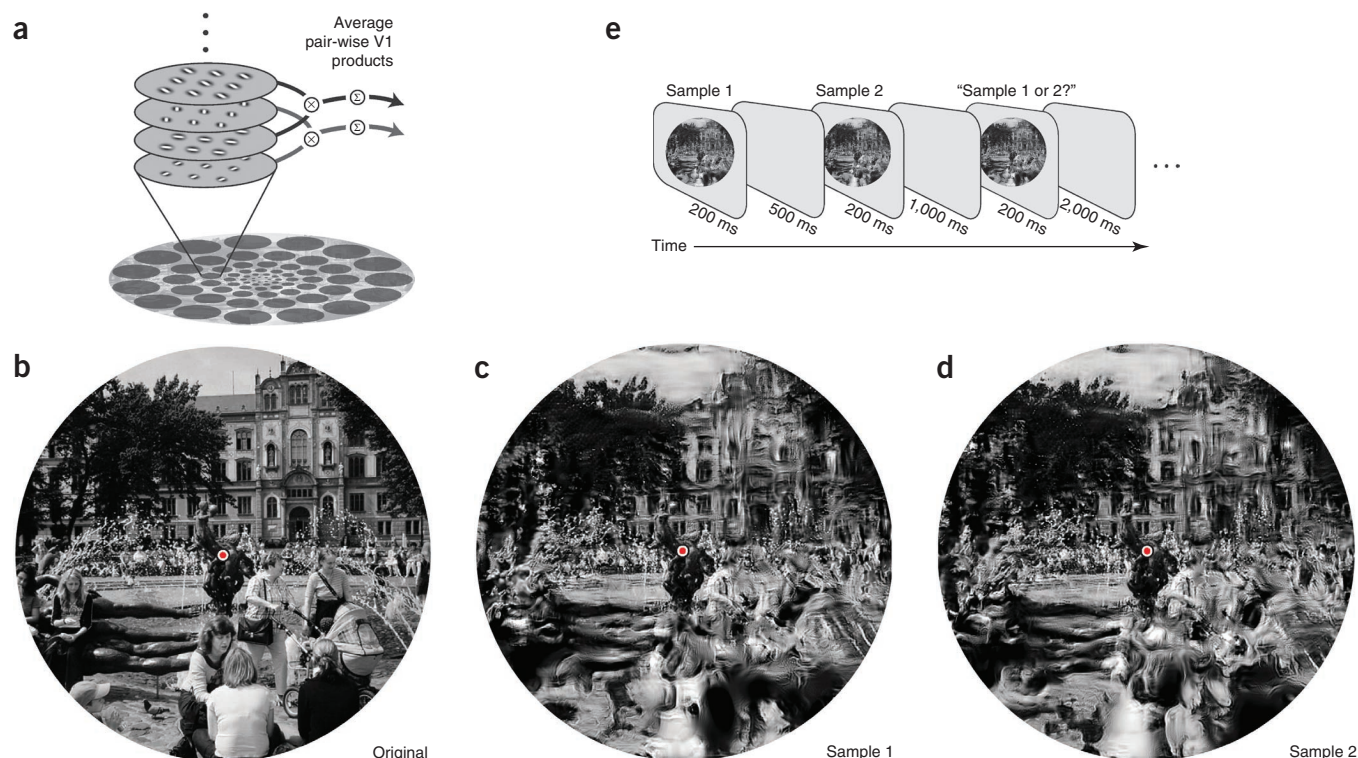 a
Average
pair-wise V1
products
× Σ
× Σ
e
Sample 1 Sample 2 “Sample 1 or 2?”
200 ms 500 ms 200 ms 1,000 ms 200 ms 2,000 ms
Time
b
Original
c
Sample 1
d
Sample 2